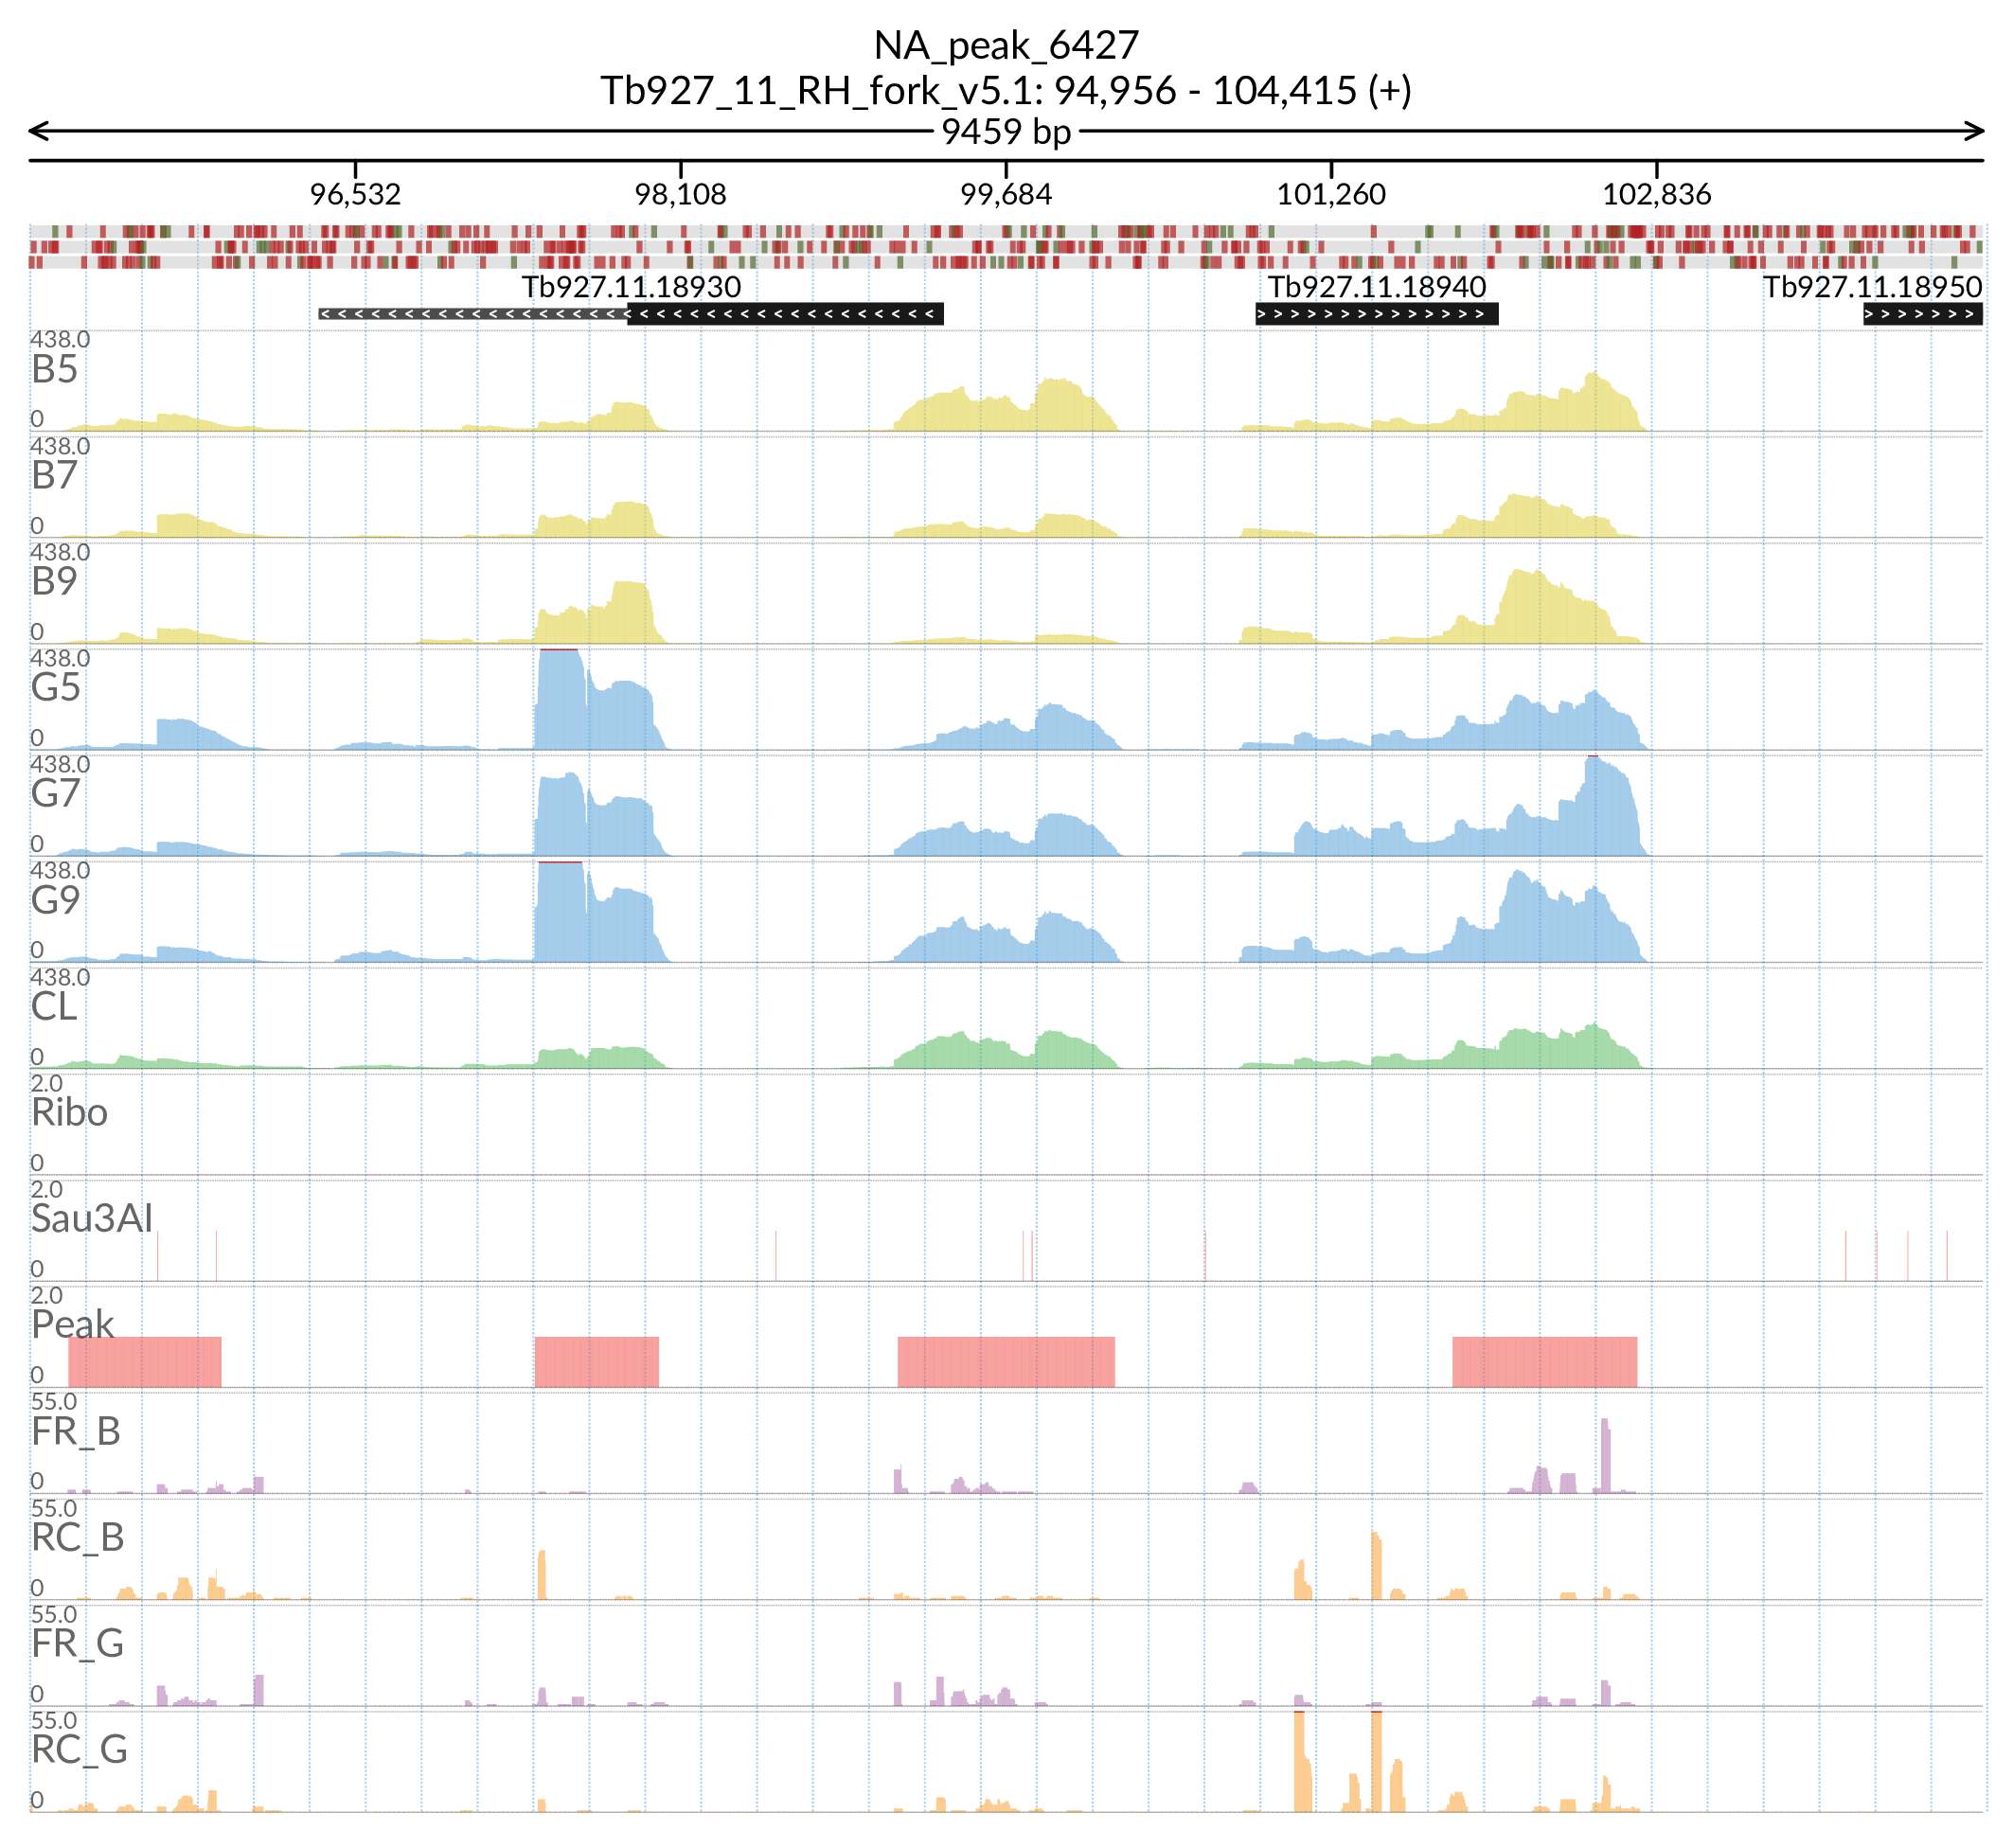 NA_peak_6427
Tb927_11_RH_fork_v5.1: 94,956 - 104,415 (+)
9459 bp
96,532 98,108 99,684 101,260 102,836
Tb927.11.18930 Tb927.11.18940 Tb927.11.18950
438.0
B5
0
438.0
B7
0
438.0
B9
0
438.0
G5
0
438.0
G7
0
438.0
G9
0
438.0
CL
0
2.0
Ribo
0
2.0
Sau3AI
0
2.0
Peak
0
55.0
FR_B
0
55.0
RC_B
0
55.0
FR_G
0
55.0
RC_G
0